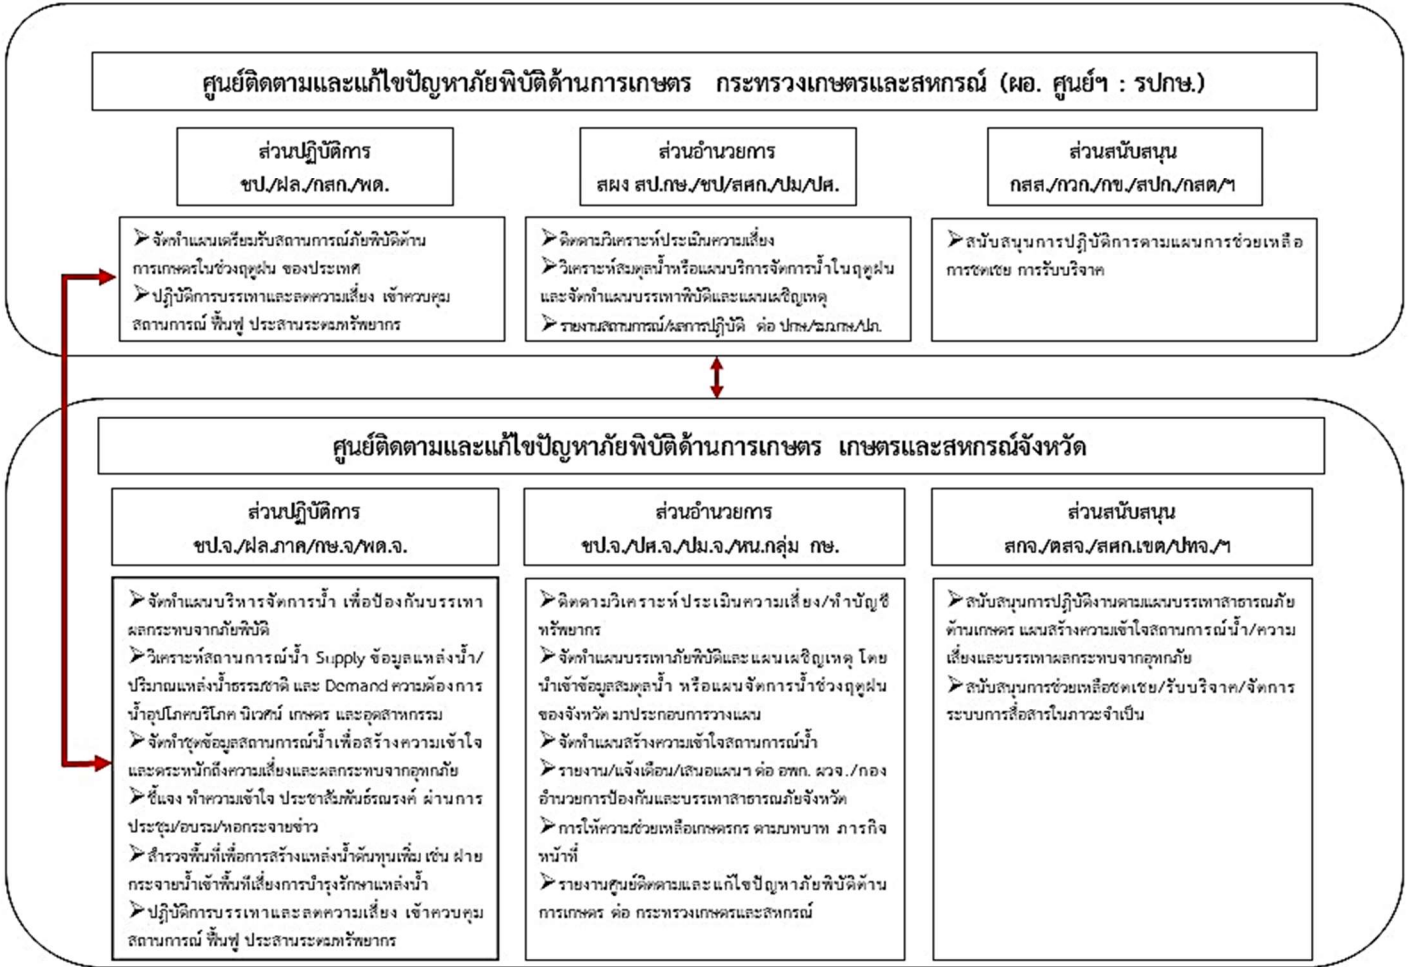 ศูนย์ติดตามและแก้ไขปัญหาภัยพิบัติด้านการเกษตร กระทรวงเกษตรและสหกรณ์ (ผอ. ศูนย์ฯ : รปกษ.)
ส่วนปฏิบัติการ
ชป./ฝล./กสก./พด.
➢จัดทำแผนเตรียมรับสถานการณ์ภัยพิบัติด้าน
การเกษตรในช่วงฤดูฝน ของประเทศ
➢ปฏิบัติการบรรเทาและลดความเสี่ยง เข้าควบคุม
สถานการณ์ ฟื้นฟู ประสานระดมทรัพยากร
ส่วนอำนวยการ
สผง สป.กษ./ชป/สศก./ปม/ปศ.
➢ติดตามวิเคราะห์ประเมินความเสี่ยง
➢วิเคราะห์สมดุลน้ำหรือแผนบริการจัดการน้ำในฤดูฝน
และจัดทำแผนบรรเทาพิบัติและแผนเผชิญเหตุ
➢รายงานสถานการณ์/ผลการปฏิบัติ ต่อ ปกษ/รมวกษ/ปภ.
ส่วนสนับสนุน
กสส./กวก./กข./สปก./กสต/ฯ
➢สนับสนุนการปฏิบัติการตามแผนการช่วยเหลือ
การชดเชย การรับบริจาค
ศูนย์ติดตามและแก้ไขปัญหาภัยพิบัติด้านการเกษตร เกษตรและสหกรณ์จังหวัด
ส่วนปฏิบัติการ
ชป.จ./ฝล.ภาค/กษ.จ/พด.จ.
➢จัดทำแผนบริหารจัดการน้ำ เพื่อป้องกันบรรเทา
ผลกระทบจากภัยพิบัติ
➢วิเคราะห์สถานการณ์น้ำ Supply ข้อมูลแหล่งน้ำ/
ปริมาณแหล่งน้ำธรรมชาติ และ Demand ความต้องการ
น้ำอุปโภคบริโภค นิเวศน์ เกษตร และอุตสาหกรรม
➢จัดทำชุดข้อมูลสถานการณ์น้ำเพื่อสร้างความเข้าใจ
และตระหนักถึงความเสี่ยงและผลกระทบจากอุทกภัย
➢ชี้แจง ทำความเข้าใจ ประชาสัมพันธ์รณรงค์ ผ่านการ
ประชุม/อบรม/หอกระจายข่าว
➢สำรวจพื้นที่เพื่อการสร้างแหล่งน้ำต้นทุนเพิ่ม เช่น ฝาย
กระจายน้ำเข้าพื้นที่เสี่ยงการบำรุงรักษาแหล่งน้ำ
➢ปฏิบัติการบรรเทาและลดความเสี่ยง เข้าควบคุม
สถานการณ์ ฟื้นฟู ประสานระดมทรัพยากร
ส่วนอำนวยการ
ชป.จ./ปศ.จ/ปม.จ./หน.กลุ่ม กษ.
➢ติดตามวิเคราะห์ประเมินความเสี่ยง/ทำบัญชี
ทรัพยากร
➢จัดทำแผนบรรเทาภัยพิบัติและแผนเผชิญเหตุ โดย
นำเข้าข้อมูลสมดุลน้ำ หรือแผนจัดการน้ำช่วงฤดูฝน
ของจังหวัด มาประกอบการวางแผน
➢จัดทำแผนสร้างความเข้าใจสถานการณ์น้ำ
➢รายงาน/แจ้งเตือน/เสนอแผนฯ ต่อ อพก. ผวจ./กอง
อำนวยการป้องกันและบรรเทาสาธารณภัยจังหวัด
➢การให้ความช่วยเหลือเกษตรกร ตามบทบาท ภารกิจ
หน้าที่
➢รายงานศูนย์ติดตามและแก้ไขปัญหาภัยพิบัติด้าน
การเกษตร ต่อ กระทรวงเกษตรและสหกรณ์
ส่วนสนับสนุน
สกจ./ตสจ./สศก.เขต/ปทจ./ฯ
➢สนับสนุนการปฏิบัติงานตามแผนบรรเทาสาธารณภัย
ด้านเกษตร แผนสร้างความเข้าใจสถานการณ์น้ำ/ความ
เสี่ยงและบรรเทาผลกระทบจากอุทกภัย
➢สนับสนุนการช่วยเหลือชดเชย/รับบริจาค/จัดการ
ระบบการสื่อสารในภาวะจำเป็น